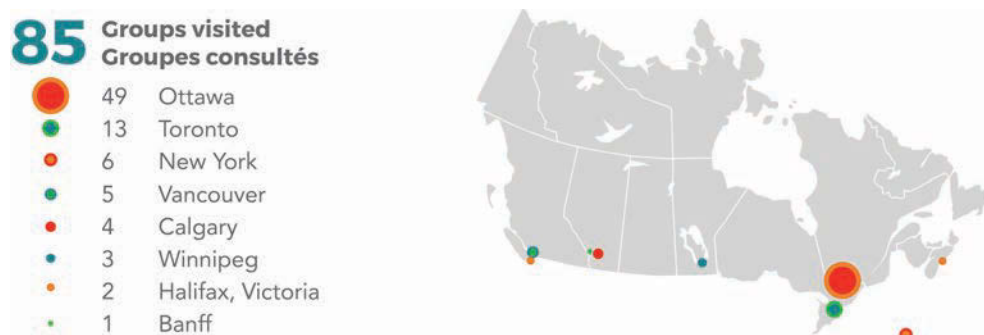 85 Groups visited
Groupes consultés
49 Ottawa
13 Toronto
6 New York
5 Vancouver
4 Calgary
3 Winnipeg
2 Halifax, Victoria
1 Banff